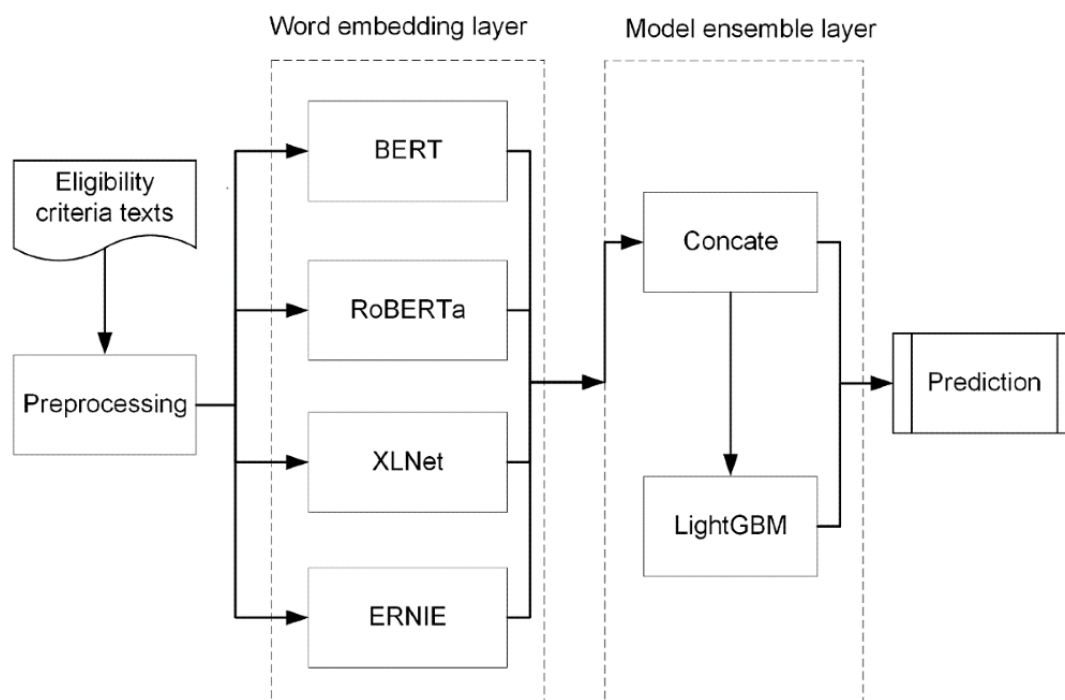 Word embedding layer
Model ensemble layer
BERT
Eligibility
criteria texts
Concate
RoBERTa
Preprocessing
Prediction
XLNet
LightGBM
ERNIE